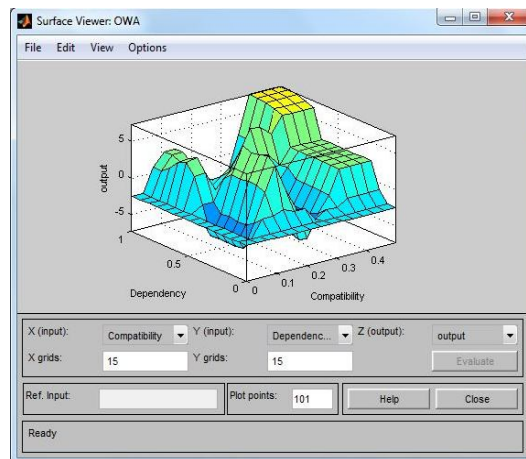 Surface Viewer: OWA
File Edit View Options
5
0
-5
output
1
0.5
0
Dependency
0
0.1
0.2
0.3
0.4
Compatibility
X (input): Compatibility Y (input): Dependenc... Z (output): output
X grids: 15 Y grids: 15 Evaluate
Ref. Input: Plot points: 101 Help Close
Ready